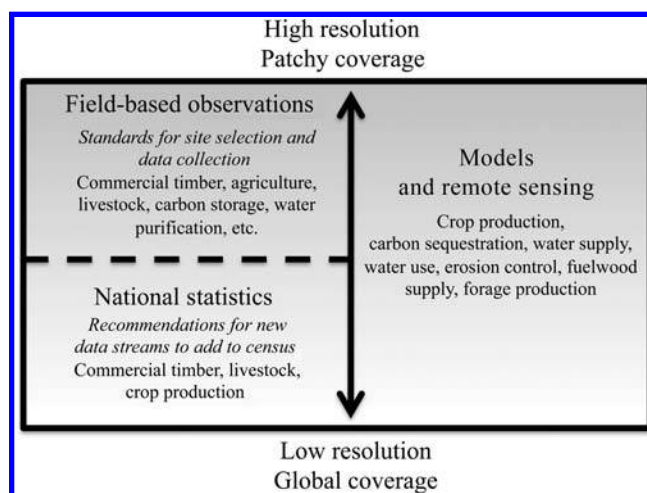 High resolution
Patchy coverage
Field-based observations
Standards for site selection and
data collection
Commercial timber, agriculture,
livestock, carbon storage, water
purification, etc.
National statistics
Recommendations for new
data streams to add to census
Commercial timber, livestock,
crop production
Models
and remote sensing
Crop production,
carbon sequestration, water supply,
water use, erosion control, fuelwood
supply, forage production
Low resolution
Global coverage